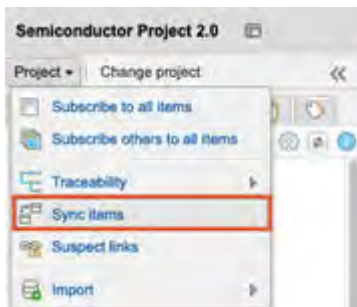 Semiconductor Project 2.0
Project Change project
Subscribe to all items
Subscribe others to all items
Traceability
Sync items
Suspect links
Import